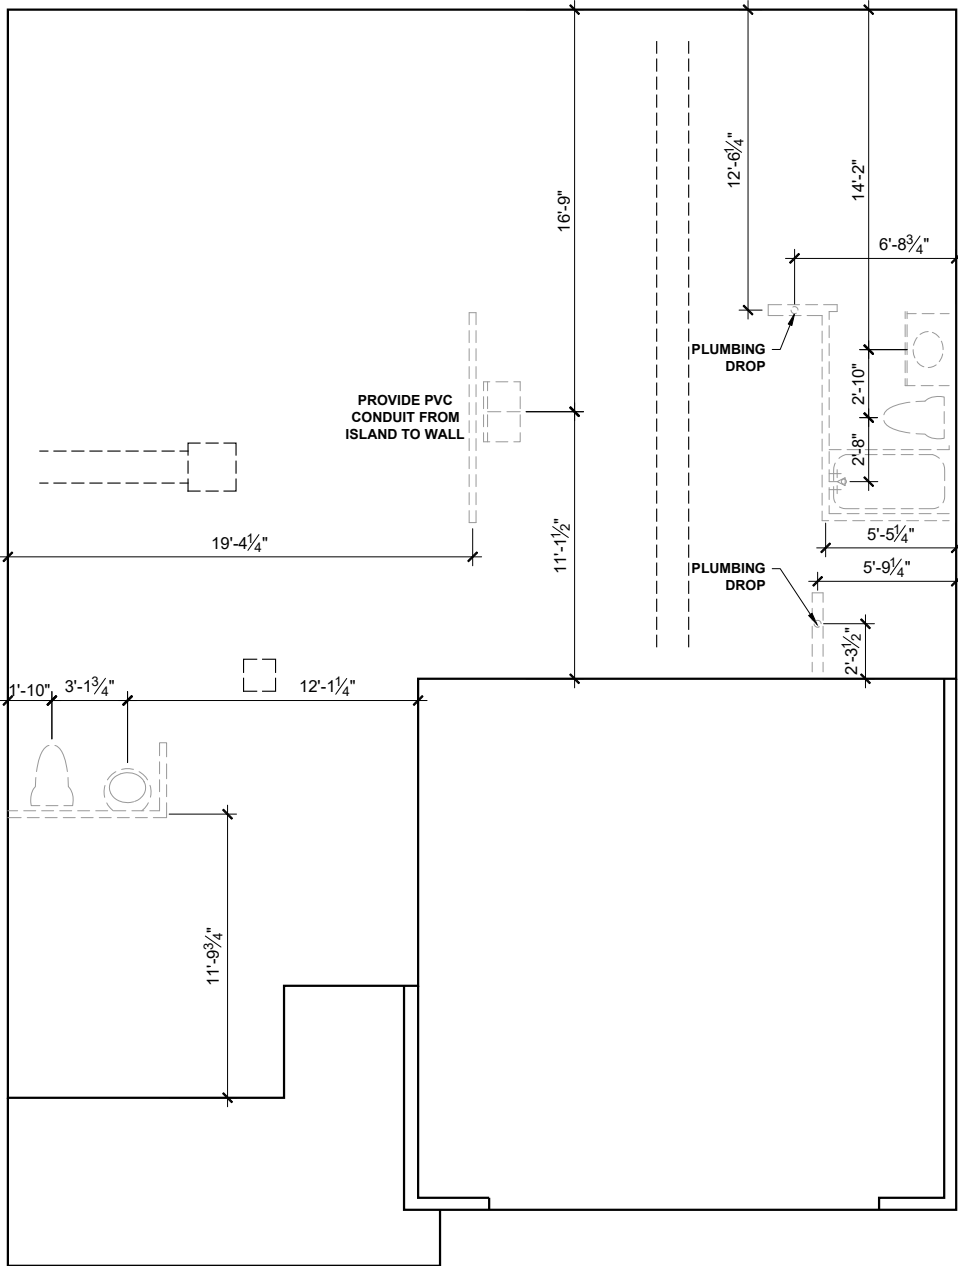 12'-6¼"
14'-2"
16'-9"
6'-8¾"
PLUMBING
DROP
2'-10"
PROVIDE PVC
CONDUIT FROM
ISLAND TO WALL
2'-8"
19'-4¼"
11'-1½"
5'-5¼"
PLUMBING
DROP
5'-9¼"
2'-3½"
1'-10"
3'-1¾"
12'-1¼"
11'-9¾"